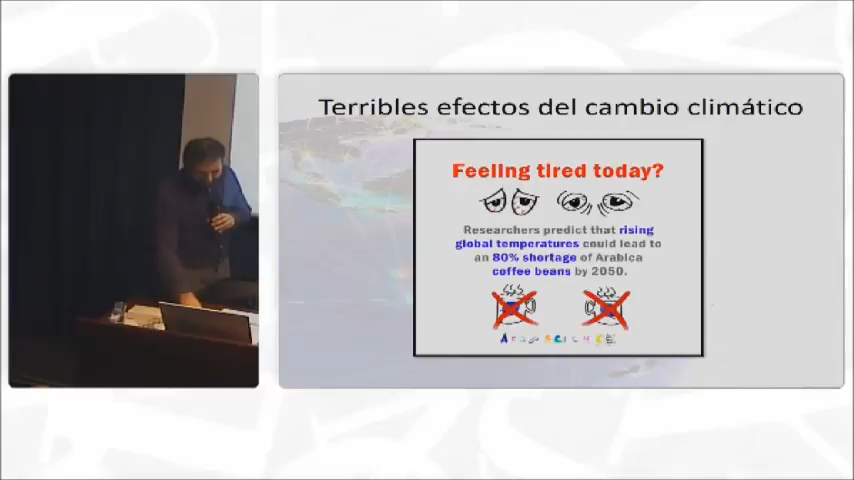 Terribles efectos del cambio climático
Feeling tired today?
Researchers predict that rising
global temperatures could lead to
an 80% shortage of Arabica
coffee beans by 2050.